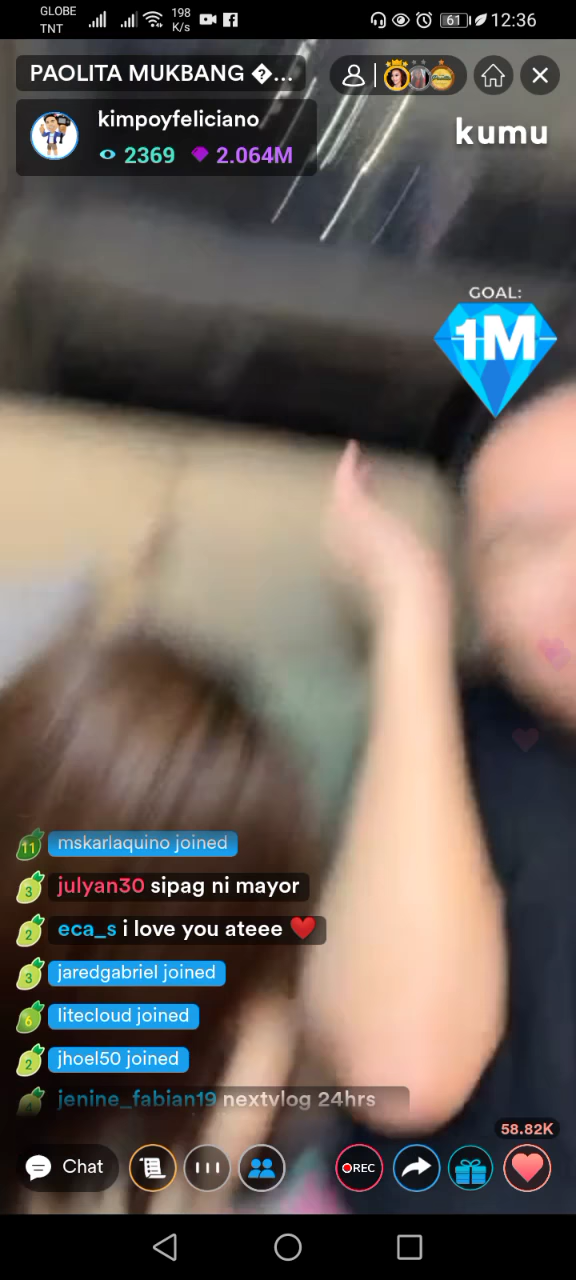 GLOBE
TNT
198
K/s
61
12:36
PAOLITA MUKBANG �...
kimpoyfeliciano
2369
2.064M
kumu
GOAL:
1M
11 mskarlaquino joined
3 julyan30 sipag ni mayor
2 eca_s i love you ateee ❤️
3 jaredgabriel joined
6 litecloud joined
2 jhoel50 joined
jenine_fabian19 nextvlog 24hrs
58.82K
Chat
REC